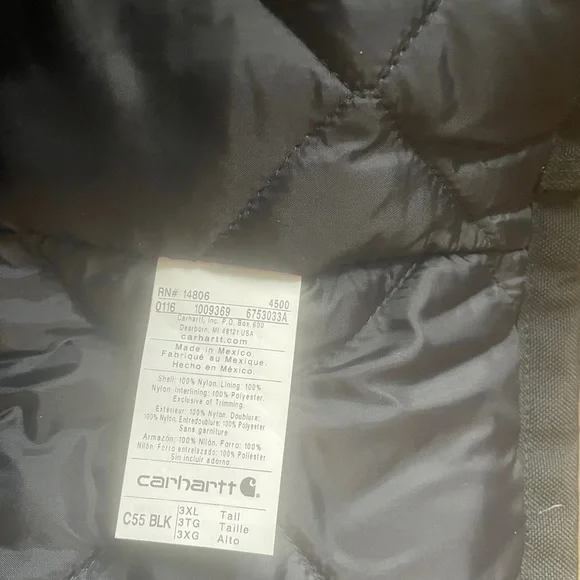 RN# 14806 4500
0116 1009369 6753033A
Carhartt, Inc. P.O. Box 600
Dearborn, MI 48121 USA
carhartt.com
Made in Mexico.
Fabriqué au Mexique.
Hecho en México.
Shell: 100% Nylon. Lining: 100%
Nylon. Interlining: 100% Polyester.
Exclusive of Trimming.
Extérieur: 100% Nylon. Doublure:
100% Nylon. Entredoublure: 100% Polyester
Sans garniture
Armazón: 100% Nilón. Forro: 100%
Nilón. Forro entrelazado: 100% Poliéster
Sin incluir adorno.
carhartt
C55 BLK
3XL Tall
3TG Taille
3XG Alto